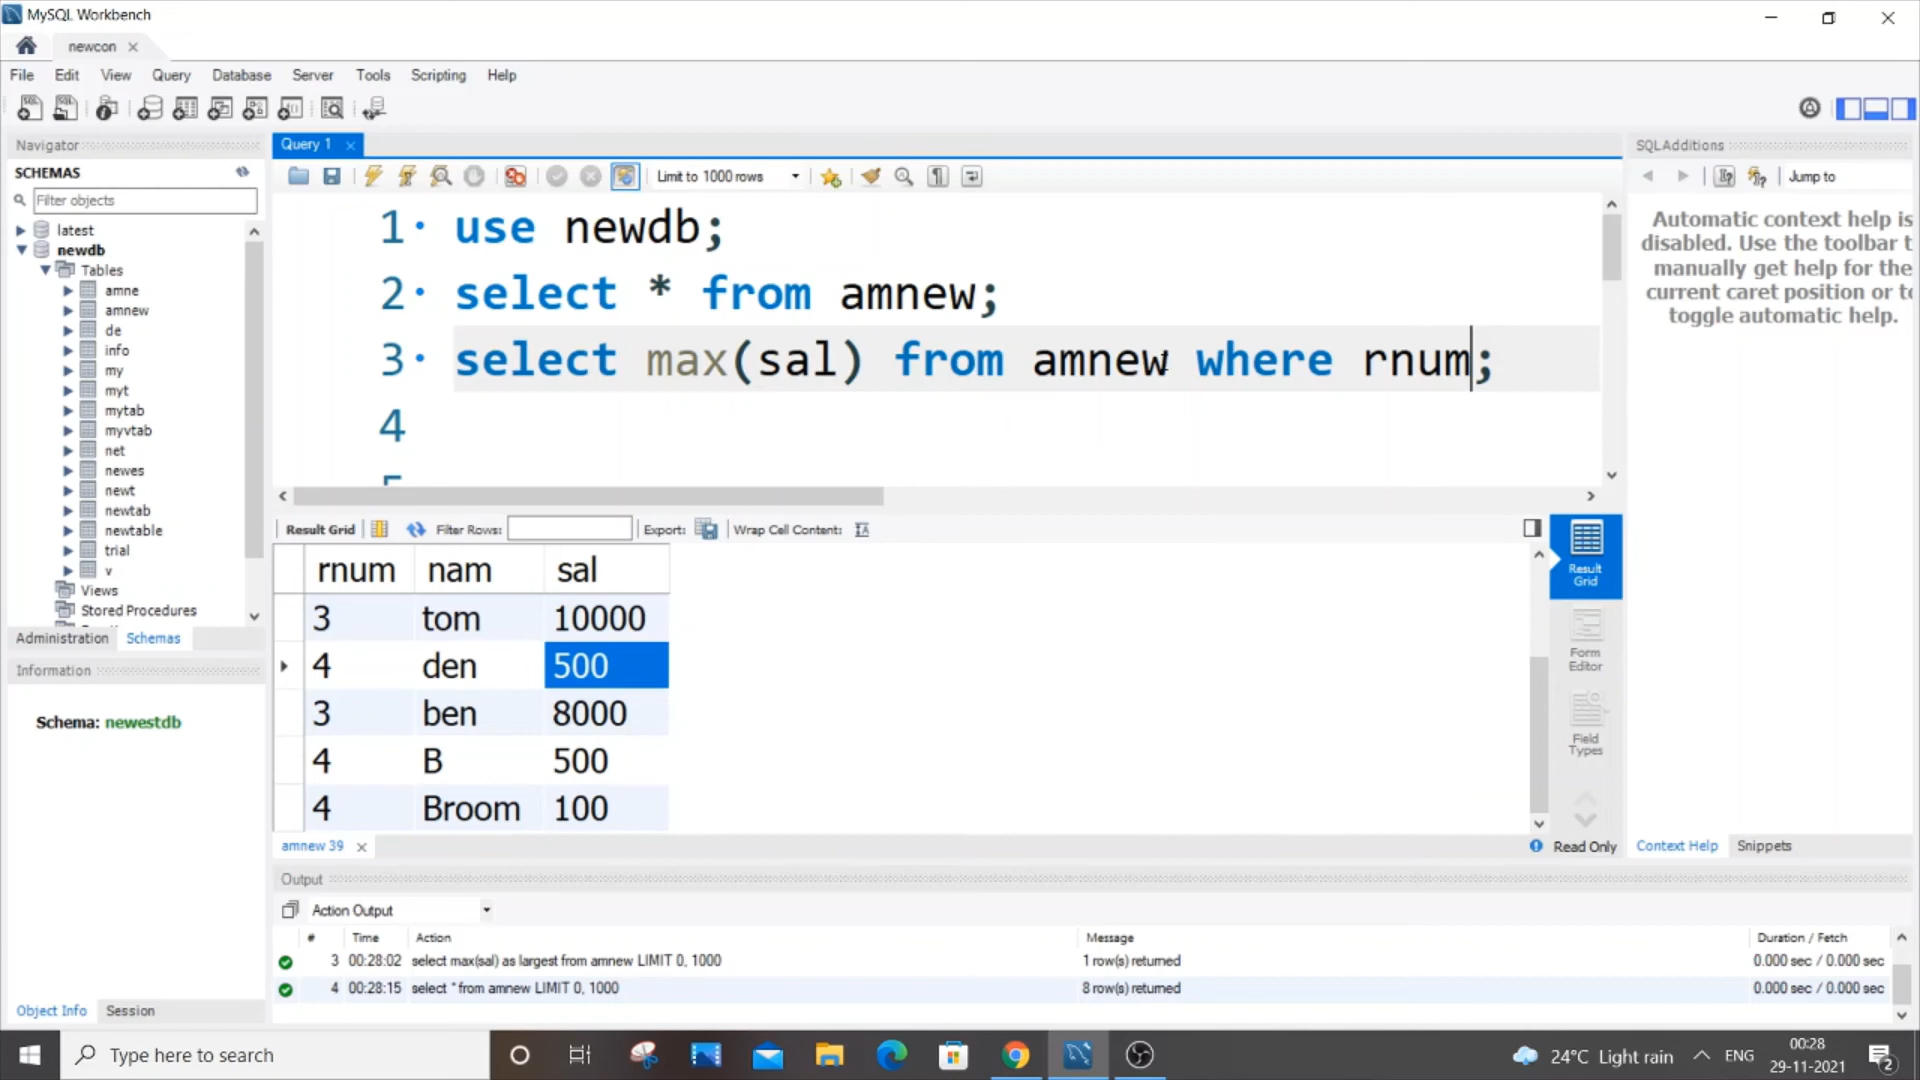 MySQL Workbench
newcon
File Edit View Query Database Server Tools Scripting Help
Navigator
SCHEMAS
Filter objects
latest
newdb
Tables
amne
amnew
de
info
my
myt
mytab
myvtab
net
newes
newt
newtab
newtable
trial
v
Views
Stored Procedures
Administration Schemas
Information
Schema: newestdb
Object Info Session
Query 1
Limit to 1000 rows
1 use newdb;
2 select * from amnew;
3 select max(sal) from amnew where rnum;
4
Result Grid Filter Rows: Export: Wrap Cell Content:
rnum nam sal
3 tom 10000
4 den 500
3 ben 8000
4 B 500
4 Broom 100
Result Grid
Form Editor
Field Types
amnew 39
Read Only
Output
Action Output
# Time Action Message Duration / Fetch
3 00:28:02 select max(sal) as largest from amnew LIMIT 0, 1000 1 row(s) returned 0.000 sec / 0.000 sec
4 00:28:15 select * from amnew LIMIT 0, 1000 8 row(s) returned 0.000 sec / 0.000 sec
SQLAdditions
Jump to
Automatic context help is
disabled. Use the toolbar t
manually get help for the
current caret position or to
toggle automatic help.
Context Help Snippets
Type here to search
24°C Light rain
ENG
00:28
29-11-2021
2